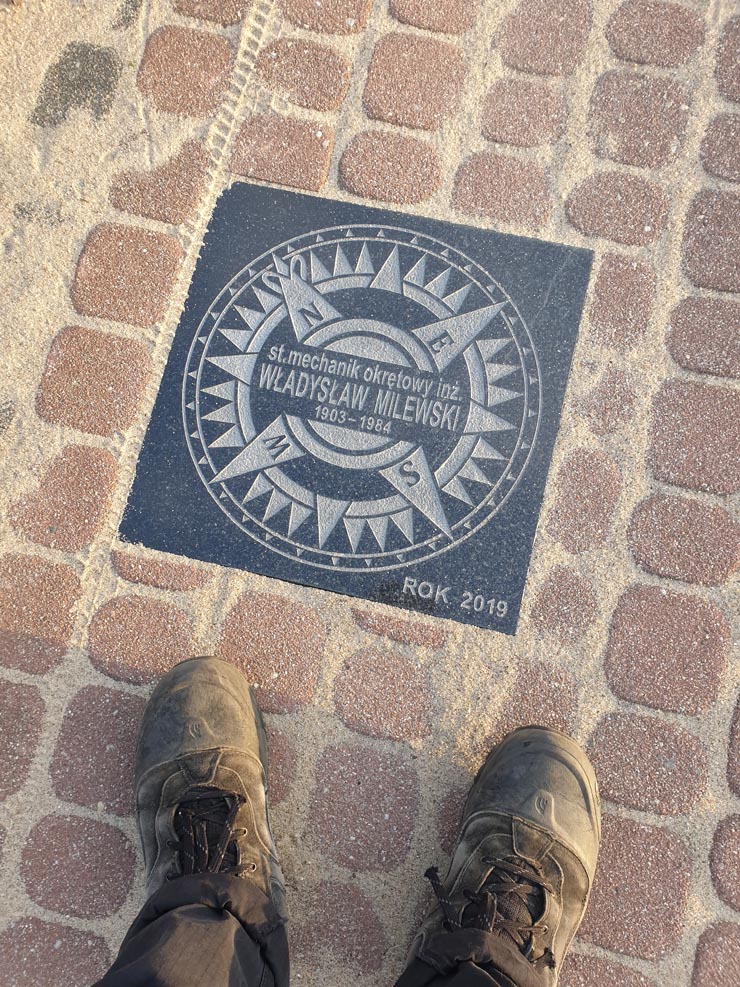 N E
st.mechanik okrętowy inż.
WŁADYSŁAW MILEWSKI
1903-1984
W S
ROK 2019